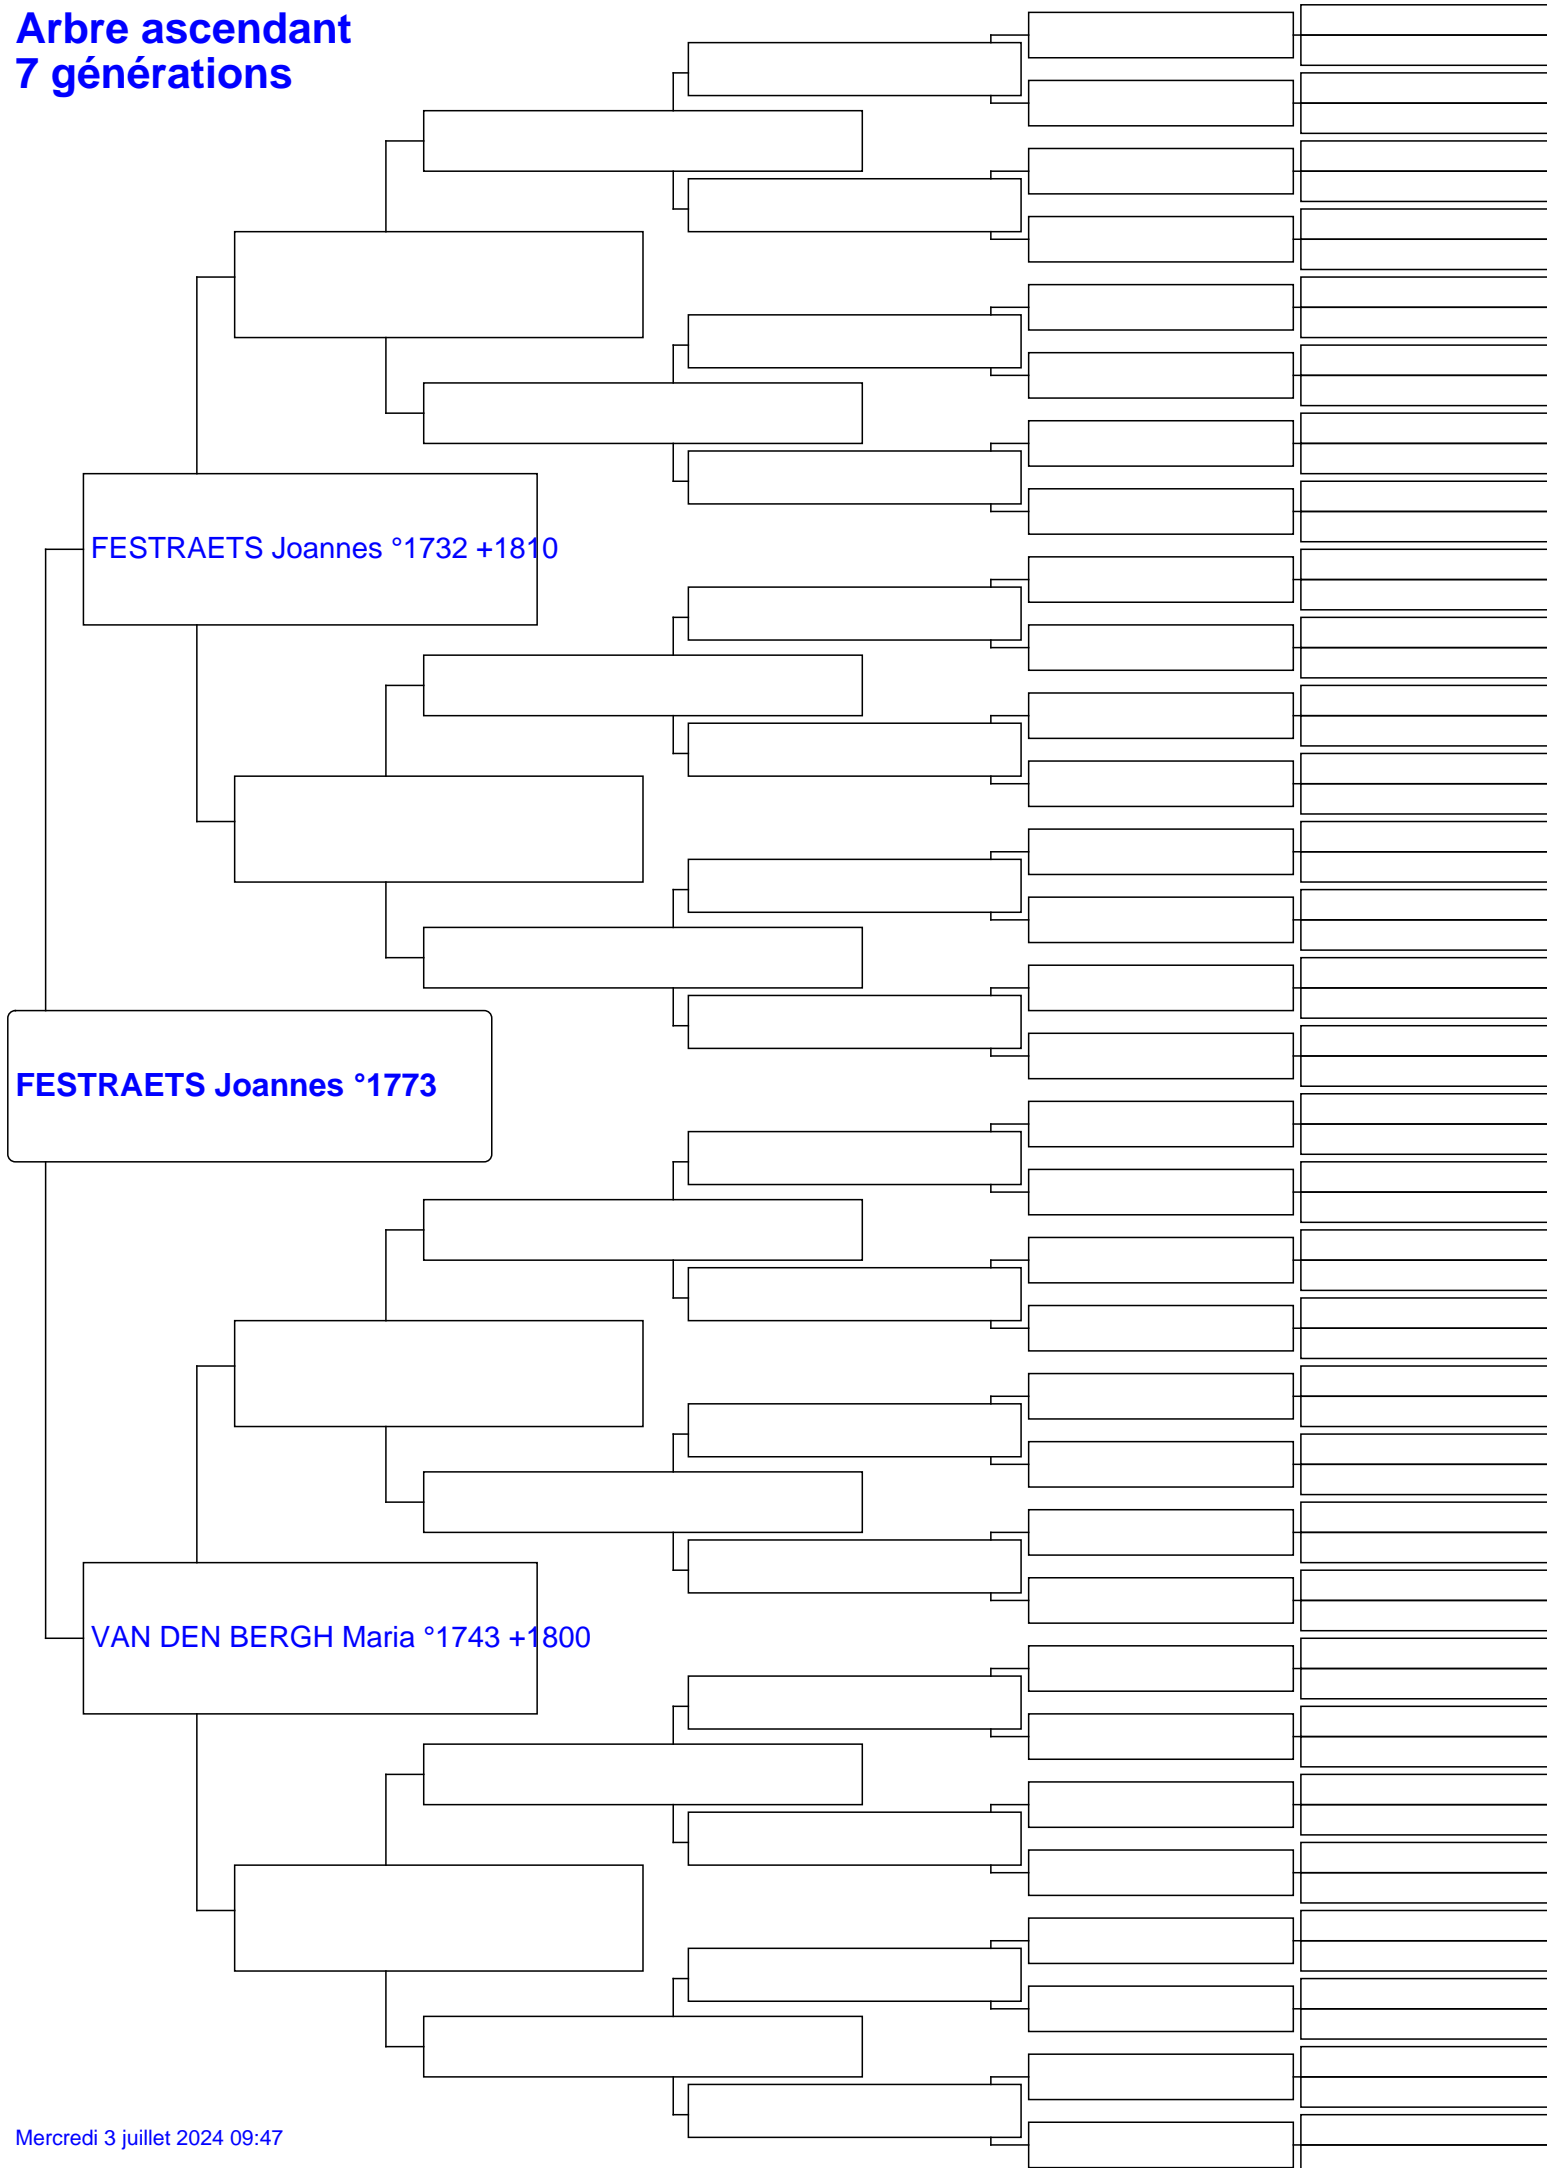 Arbre ascendant
7 générations
FESTRAETS Joannes °1732 +1810
FESTRAETS Joannes °1773
VAN DEN BERGH Maria °1743 +1800
Mercredi 3 juillet 2024 09:47